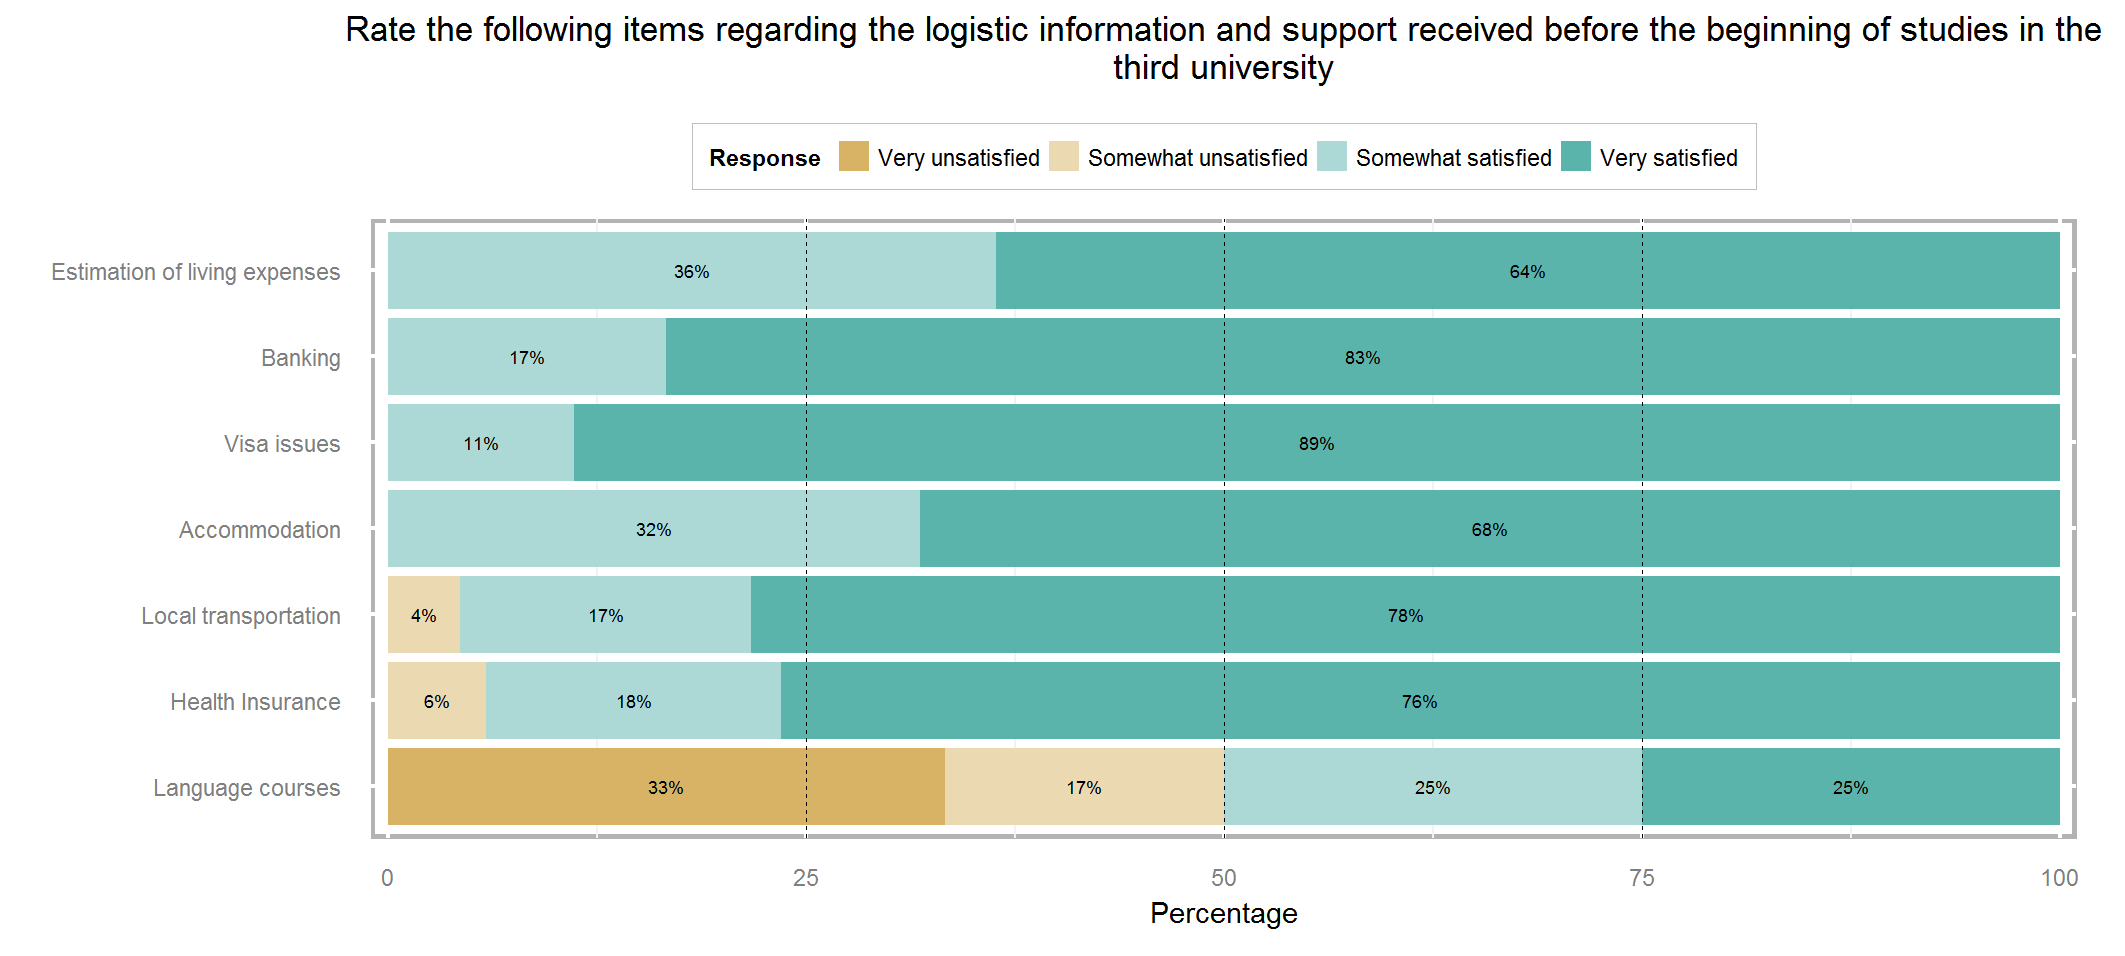 Rate the following items regarding the logistic information and support received before the beginning of studies in the
third university
Response Very unsatisfied Somewhat unsatisfied Somewhat satisfied Very satisfied
Estimation of living expenses 36% 64%
Banking 17% 83%
Visa issues 11% 89%
Accommodation 32% 68%
Local transportation 4% 17% 78%
Health Insurance 6% 18% 76%
Language courses 33% 17% 25% 25%
0 25 50 75 100
Percentage